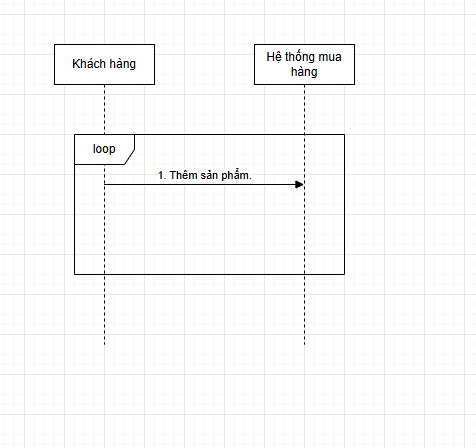 Khách hàng
Hệ thống mua
hàng
loop
1. Thêm sản phẩm.